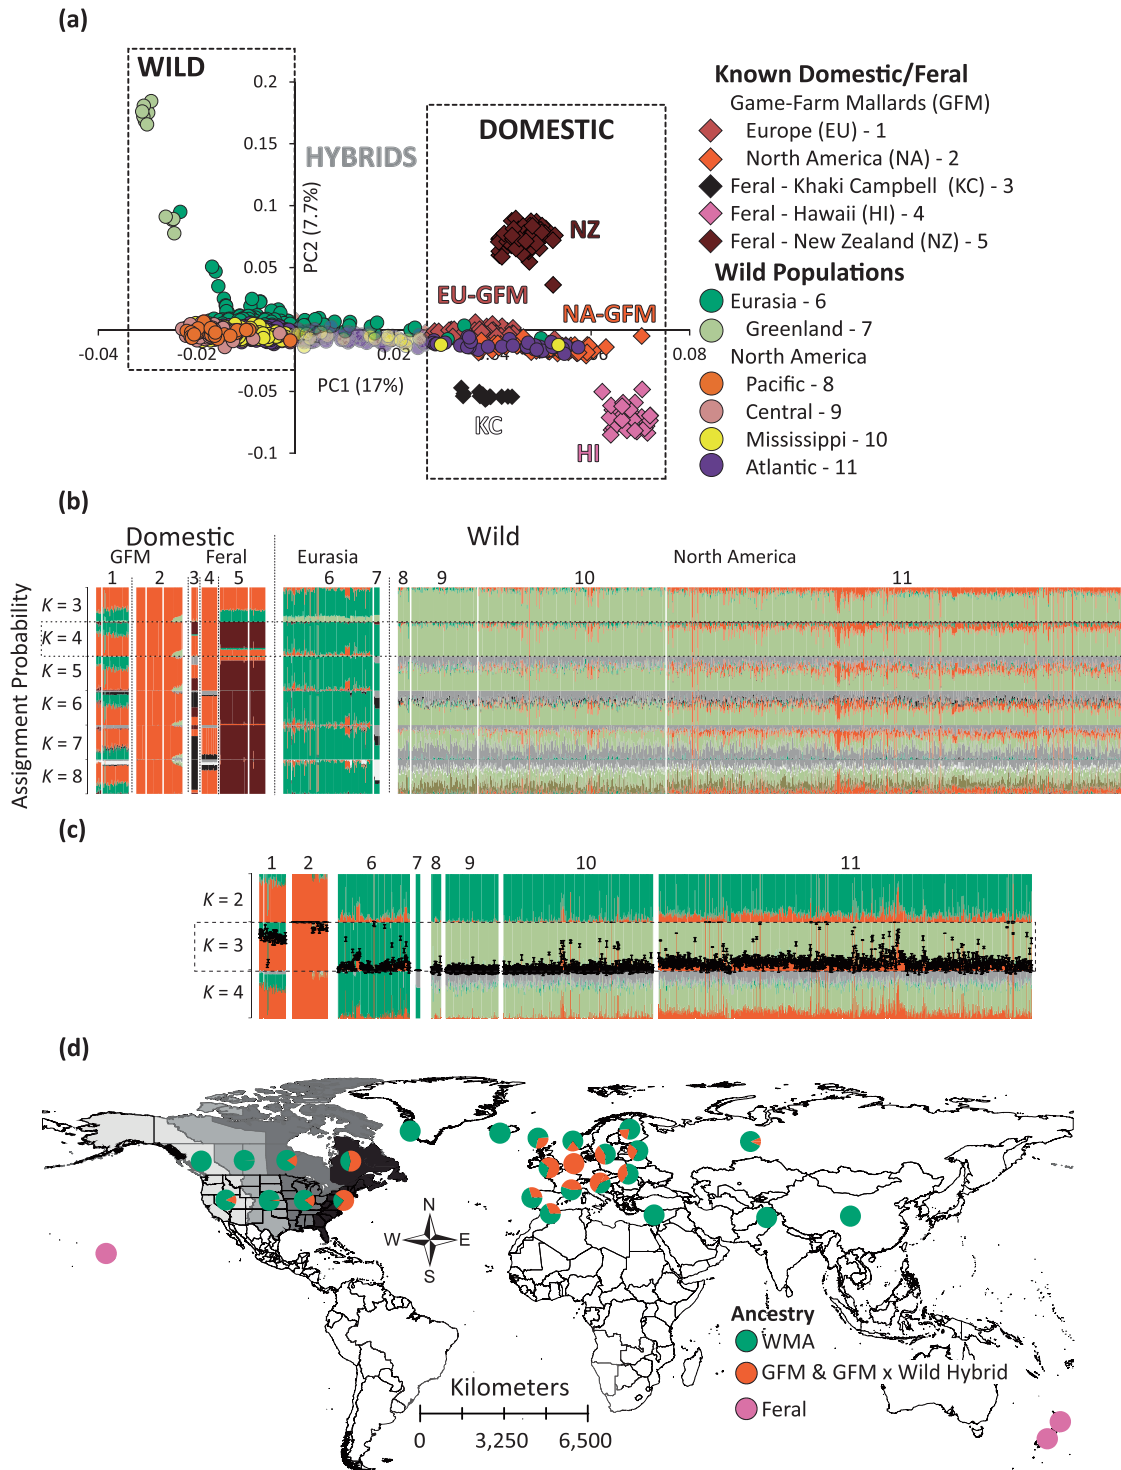 (a)
WILD
HYBRIDS
DOMESTIC
NZ
EU-GFM
NA-GFM
KC
HI
0.2
0.15
0.1
0.05
-0.05
-0.1
PC2 (7.7%)
-0.04
-0.02
0.02
0.08
PC1 (17%)
Known Domestic/Feral
Game-Farm Mallards (GFM)
Europe (EU) - 1
North America (NA) - 2
Feral - Khaki Campbell (KC) - 3
Feral - Hawaii (HI) - 4
Feral - New Zealand (NZ) - 5
Wild Populations
Eurasia - 6
Greenland - 7
North America
Pacific - 8
Central - 9
Mississippi - 10
Atlantic - 11
(b)
Domestic
Wild
GFM
Feral
Eurasia
North America
1 2 3 4 5 6 7 8 9 10 11
Assignment Probability
K = 3
K = 4
K = 5
K = 6
K = 7
K = 8
(c)
1 2 6 7 8 9 10 11
K = 2
K = 3
K = 4
(d)
N
W
E
S
Kilometers
0 3,250 6,500
Ancestry
WMA
GFM & GFM x Wild Hybrid
Feral